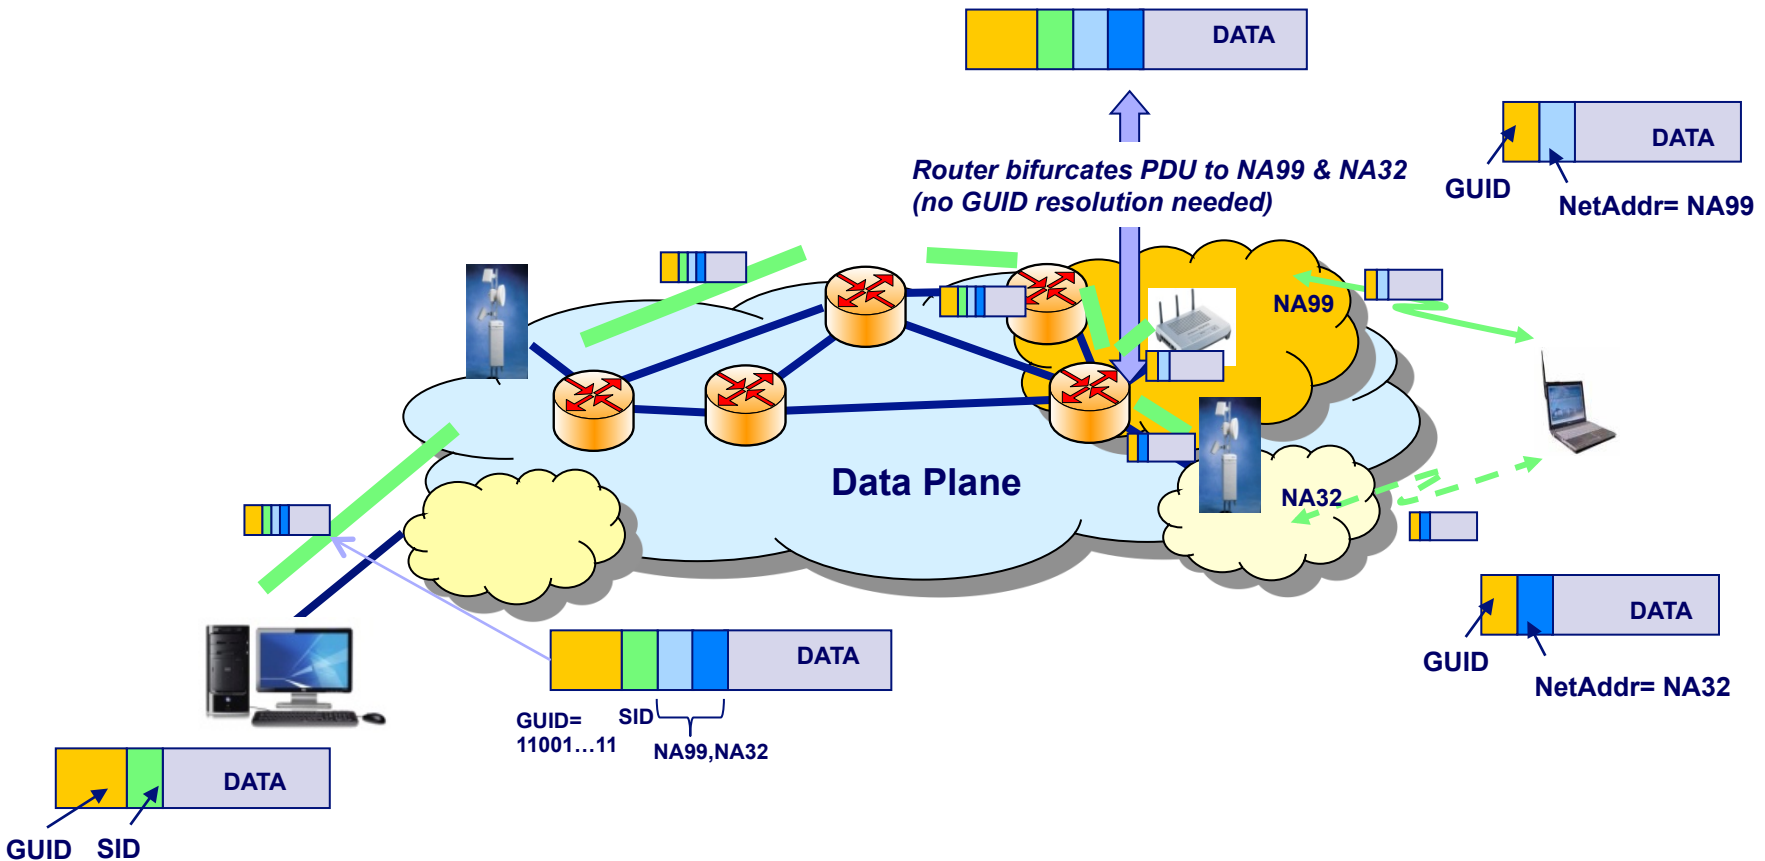 DATA
DATA
GUID
NetAddr= NA99
Router bifurcates PDU to NA99 & NA32
(no GUID resolution needed)
NA99
Data Plane
NA32
DATA
GUID
NetAddr= NA32
DATA
GUID=
11001…11
SID
NA99,NA32
DATA
GUID
SID